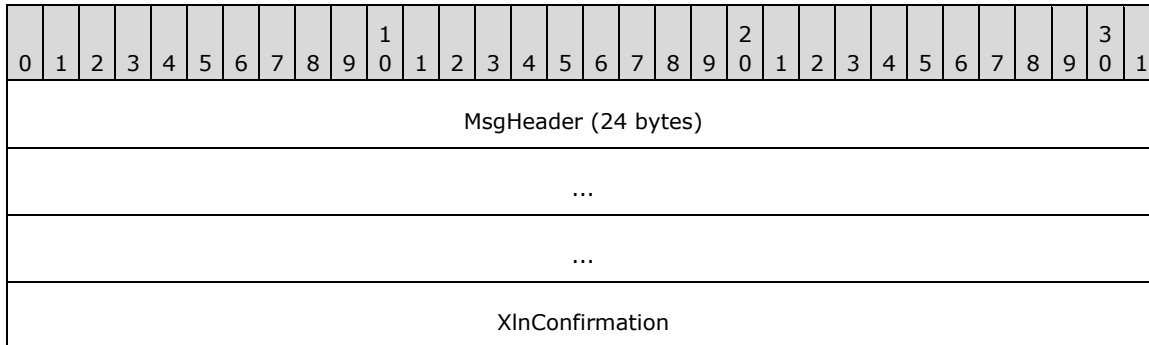 1 2 3
0 1 2 3 4 5 6 7 8 9 0 1 2 3 4 5 6 7 8 9 0 1 2 3 4 5 6 7 8 9 0 1
MsgHeader (24 bytes)
...
...
XlnConfirmation